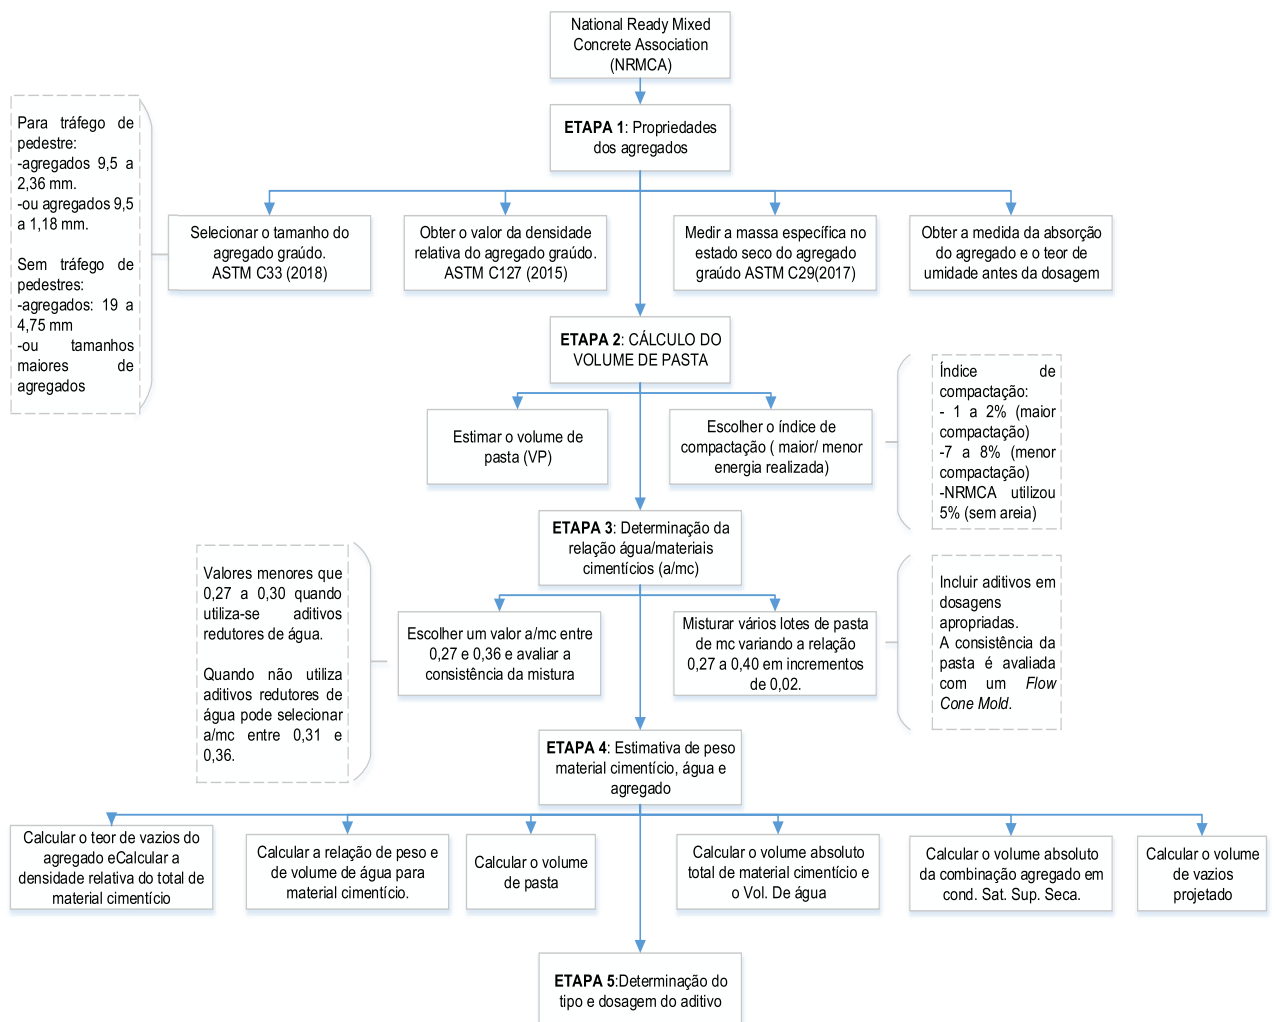 National Ready Mixed
Concrete Association
(NRMCA)
ETAPA 1: Propriedades
dos agregados
Para tráfego de
pedestre:
-agregados 9,5 a
2,36 mm.
-ou agregados 9,5
a 1,18 mm.
Sem tráfego de
pedestres:
-agregados: 19 a
4,75 mm
-ou tamanhos
maiores de
agregados
Selecionar o tamanho do
agregado graúdo.
ASTM C33 (2018)
Obter o valor da densidade
relativa do agregado graúdo.
ASTM C127 (2015)
Medir a massa específica no
estado seco do agregado
graúdo ASTM C29(2017)
Obter a medida da absorção
do agregado e o teor de
umidade antes da dosagem
ETAPA 2: CÁLCULO DO
VOLUME DE PASTA
Estimar o volume de
pasta (VP)
Escolher o índice de
compactação ( maior/ menor
energia realizada)
Índice de
compactação:
- 1 a 2% (maior
compactação)
-7 a 8% (menor
compactação)
-NRMCA utilizou
5% (sem areia)
ETAPA 3: Determinação da
relação água/materiais
cimentícios (a/mc)
Valores menores que
0,27 a 0,30 quando
utiliza-se aditivos
redutores de água.
Quando não utiliza
aditivos redutores de
água pode selecionar
a/mc entre 0,31 e
0,36.
Escolher um valor a/mc entre
0,27 e 0,36 e avaliar a
consistência da mistura
Misturar vários lotes de pasta
de mc variando a relação
0,27 a 0,40 em incrementos
de 0,02.
Incluir aditivos em
dosagens
apropriadas.
A consistência da
pasta é avaliada
com um Flow
Cone Mold.
ETAPA 4: Estimativa de peso
material cimentício, água e
agregado
Calcular o teor de vazios do
agregado eCalcular a
densidade relativa do total de
material cimentício
Calcular a relação de peso e
de volume de água para
material cimentício.
Calcular o volume
de pasta
Calcular o volume absoluto
total de material cimentício e
o Vol. De água
Calcular o volume absoluto
da combinação agregado em
cond. Sat. Sup. Seca.
Calcular o volume
de vazios
projetado
ETAPA 5:Determinação do
tipo e dosagem do aditivo